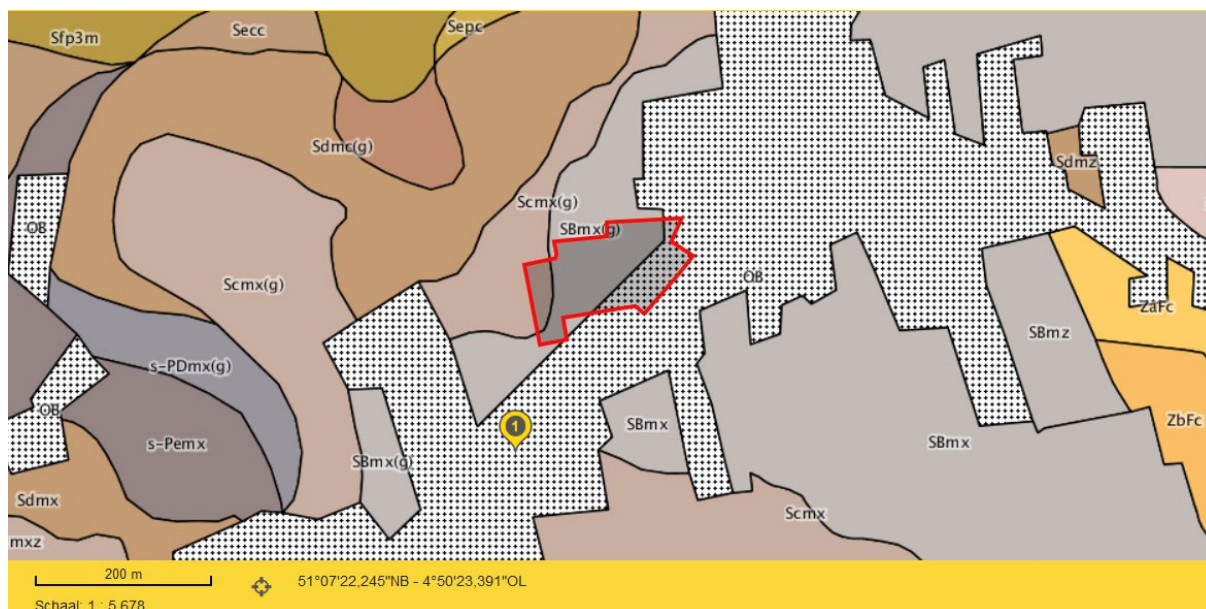 Sfp3m
Secc
Sepc
Sdmc(g)
Sdmz
Scmx(g)
OB
SBmx(g)
Scmx(g)
OB
ZaFc
SBmz
s-PDmx(g)
OB
SBmx
ZbFc
s-Pemx
SBmx(g)
SBmx
1
Sdmx
Scmx
mxz
200 m
51°07'22,245"NB - 4°50'23,391"OL
Schaal: 1 : 5.678